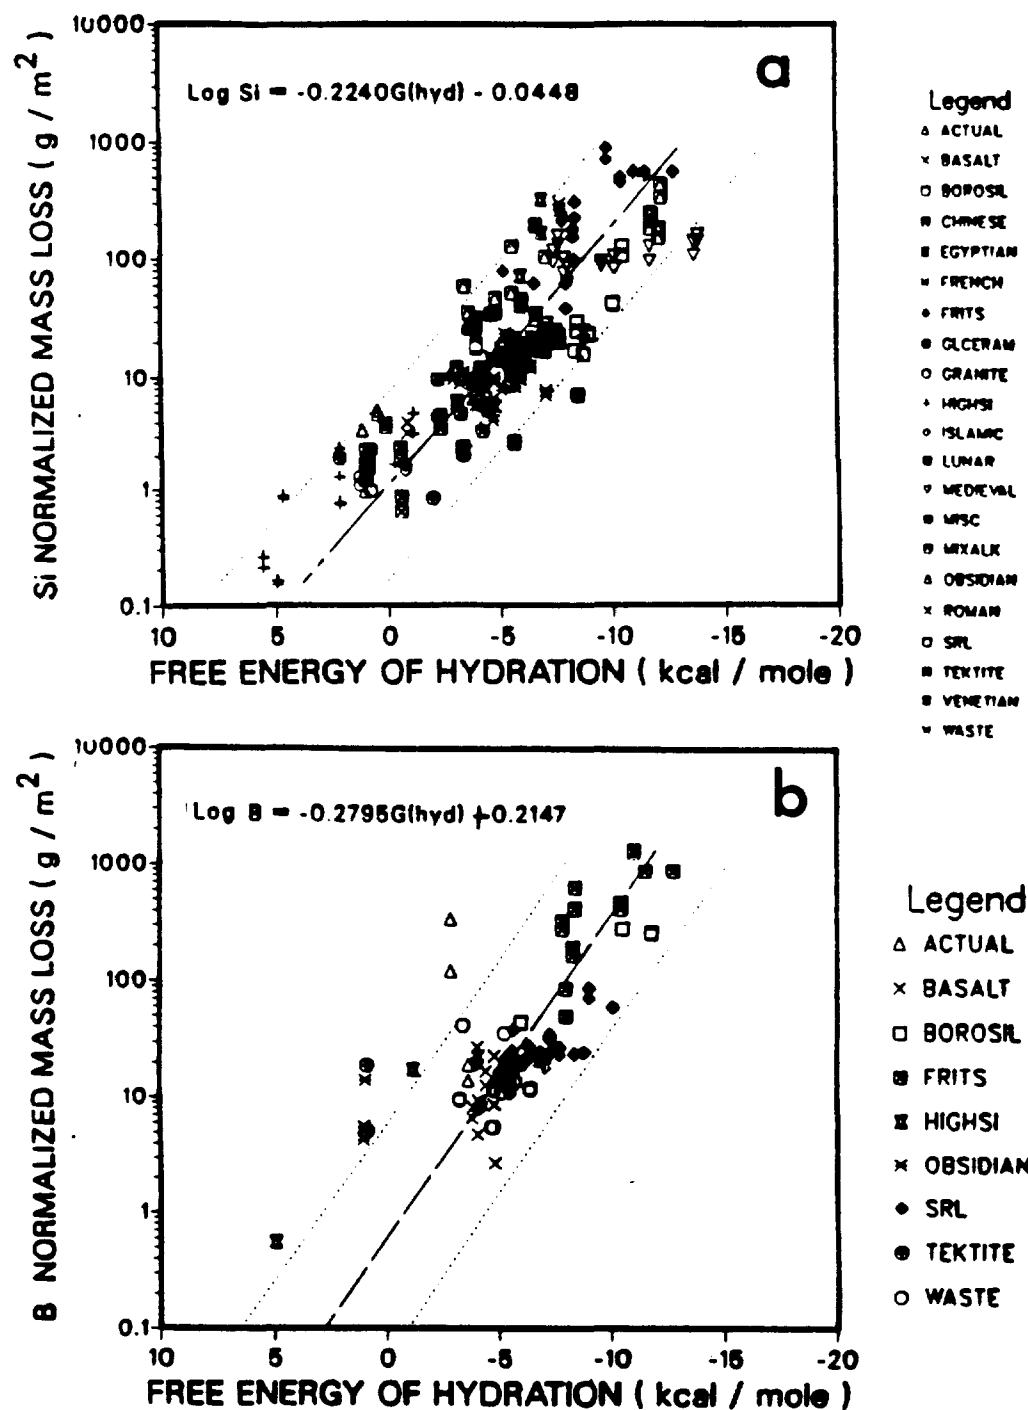 10000
1000
100
10
1
0.1
Si NORMALIZED MASS LOSS ( g / m2 )
a
Log Si = -0.2240G(hyd) - 0.0448
10 5 0 -5 -10 -15 -20
FREE ENERGY OF HYDRATION ( kcal / mole )
Legend
ACTUAL
BASALT
BOROSIL
CHINESE
EGYPTIAN
FRENCH
FRITS
GLCERAM
GRANITE
HIGHSI
ISLAMIC
LUNAR
MEDIEVAL
MISC
MIXALK
OBSIDIAN
ROMAN
SRL
TEKTITE
VENETIAN
WASTE
10000
1000
100
10
1
0.1
B NORMALIZED MASS LOSS ( g / m2 )
b
Log B = -0.2795G(hyd) +0.2147
10 5 0 -5 -10 -15 -20
FREE ENERGY OF HYDRATION ( kcal / mole )
Legend
ACTUAL
BASALT
BOROSIL
FRITS
HIGHSI
OBSIDIAN
SRL
TEKTITE
WASTE